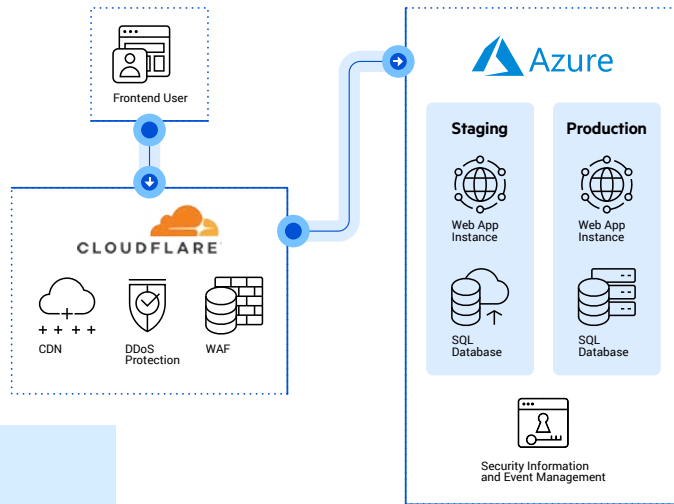 Frontend User
CLOUDFLARE
CDN
DDoS
Protection
WAF
Azure
Staging
Production
Web App
Instance
Web App
Instance
SQL
Database
SQL
Database
Security Information
and Event Management